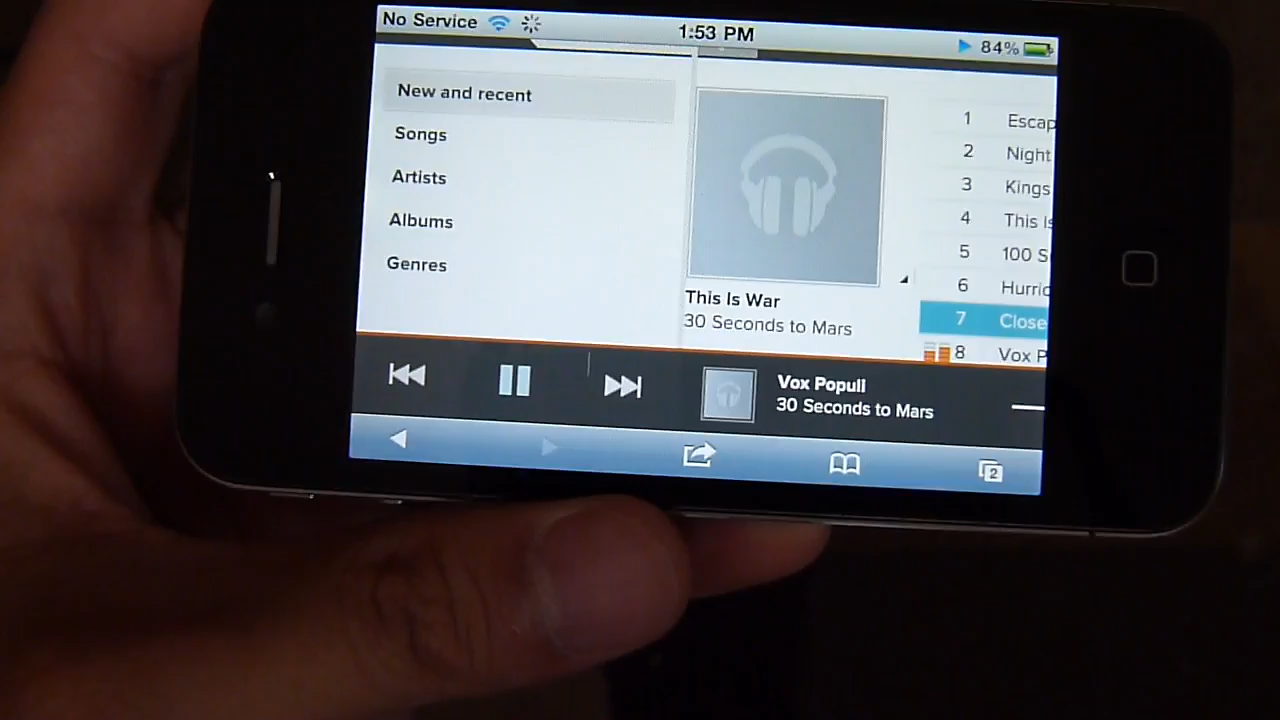 No Service
1:53 PM
84%
New and recent
Songs
Artists
Albums
Genres
This Is War
30 Seconds to Mars
1 Escap
2 Night
3 Kings
4 This Is
5 100 S
6 Hurric
7 Close
8 Vox P
Vox Populi
30 Seconds to Mars
2